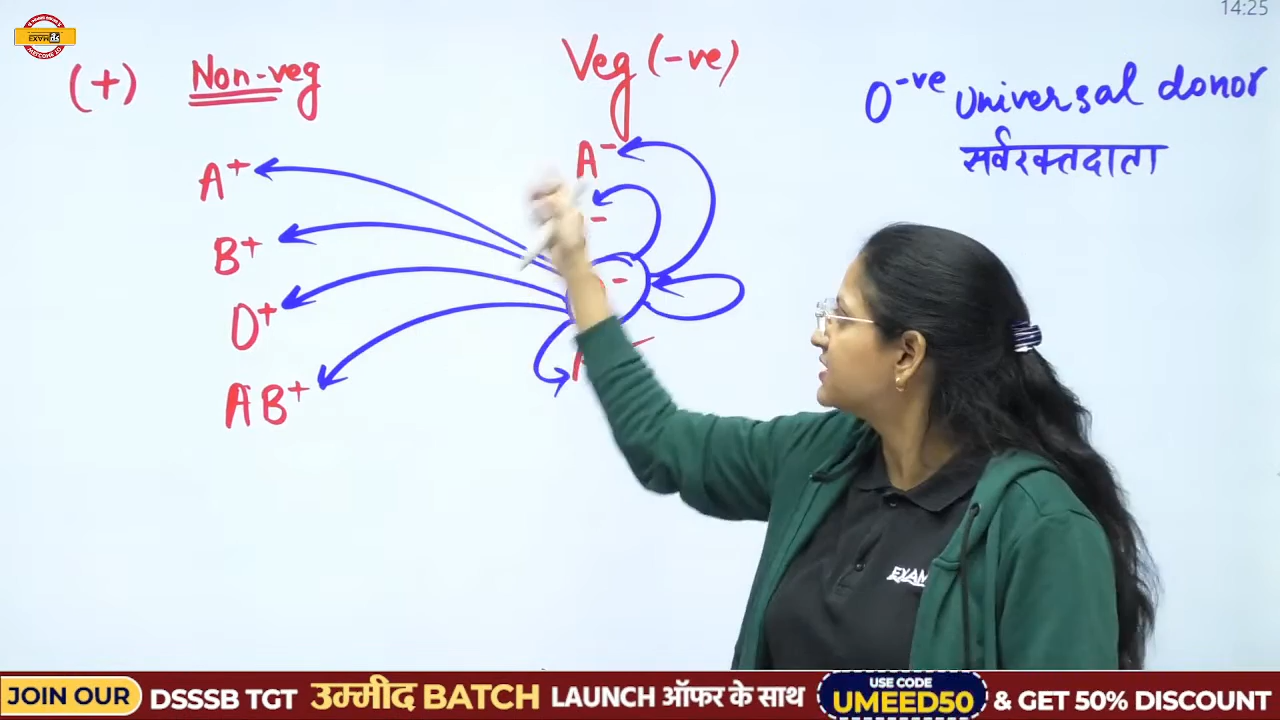 14:25
EXAM
(+) Non-veg
Veg (-ve)
O-ve Universal donor
सर्वरक्तदाता
A+
A-
B+
-
O+
-
AB+
EXAM
JOIN OUR DSSSB TGT उम्मीद BATCH LAUNCH ऑफर के साथ USE CODE UMEED50 & GET 50% DISCOUNT